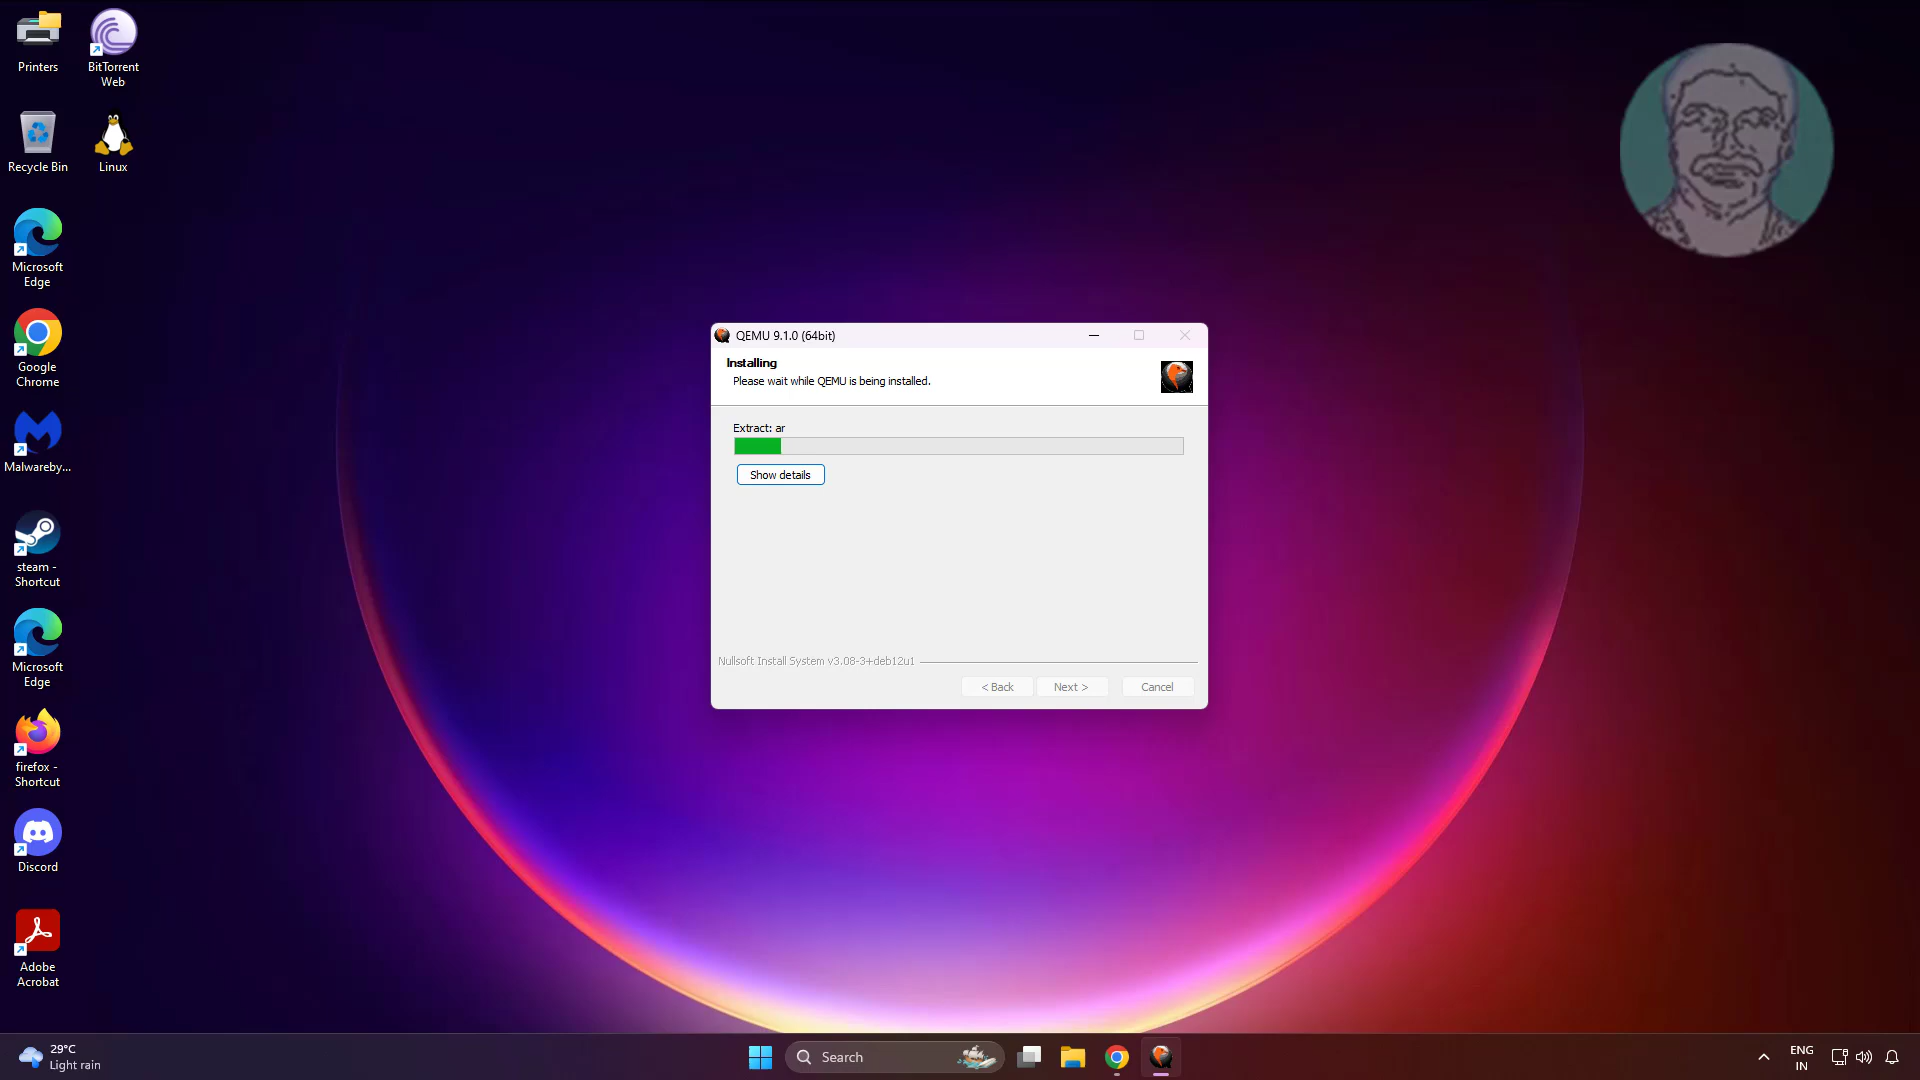 Printers
BitTorrent
Web
Recycle Bin
Linux
Microsoft
Edge
Google
Chrome
Malwareby...
steam -
Shortcut
Microsoft
Edge
firefox -
Shortcut
Discord
Adobe
Acrobat
QEMU 9.1.0 (64bit)
Installing
Please wait while QEMU is being installed.
Extract: ar
Show details
Nullsoft Install System v3.08-3+deb12u1
< Back
Next >
Cancel
29°C
Light rain
Search
ENG
IN